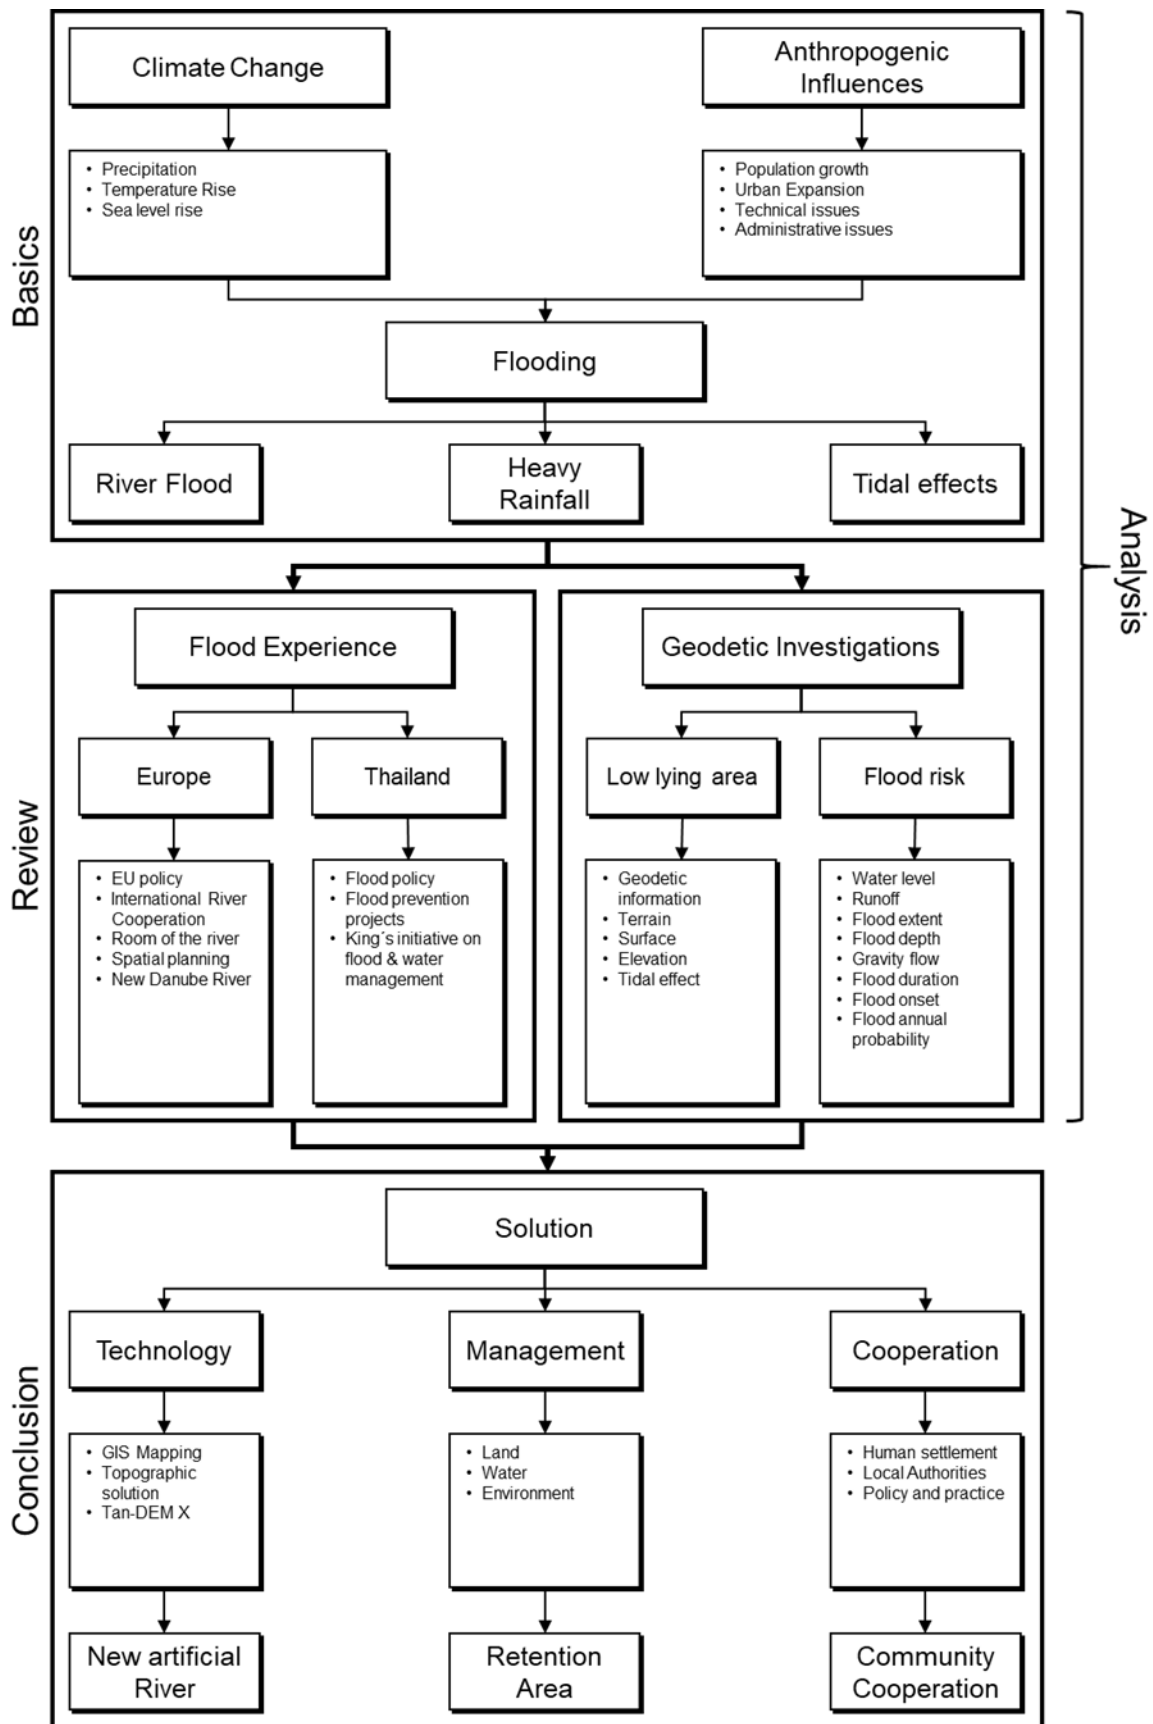 Climate Change
Anthropogenic
Influences
• Precipitation
• Temperature Rise
• Sea level rise
• Population growth
• Urban Expansion
• Technical issues
• Administrative issues
Basics
Flooding
River Flood
Heavy
Rainfall
Tidal effects
Analysis
Flood Experience
Geodetic Investigations
Europe
Thailand
Low lying area
Flood risk
Review
• EU policy
• International River
Cooperation
• Room of the river
• Spatial planning
• New Danube River
• Flood policy
• Flood prevention
projects
• King´s initiative on
flood & water
management
• Geodetic
information
• Terrain
• Surface
• Elevation
• Tidal effect
• Water level
• Runoff
• Flood extent
• Flood depth
• Gravity flow
• Flood duration
• Flood onset
• Flood annual
probability
Solution
Technology
Management
Cooperation
Conclusion
• GIS Mapping
• Topographic
solution
• Tan-DEM X
• Land
• Water
• Environment
• Human settlement
• Local Authorities
• Policy and practice
New artificial
River
Retention
Area
Community
Cooperation